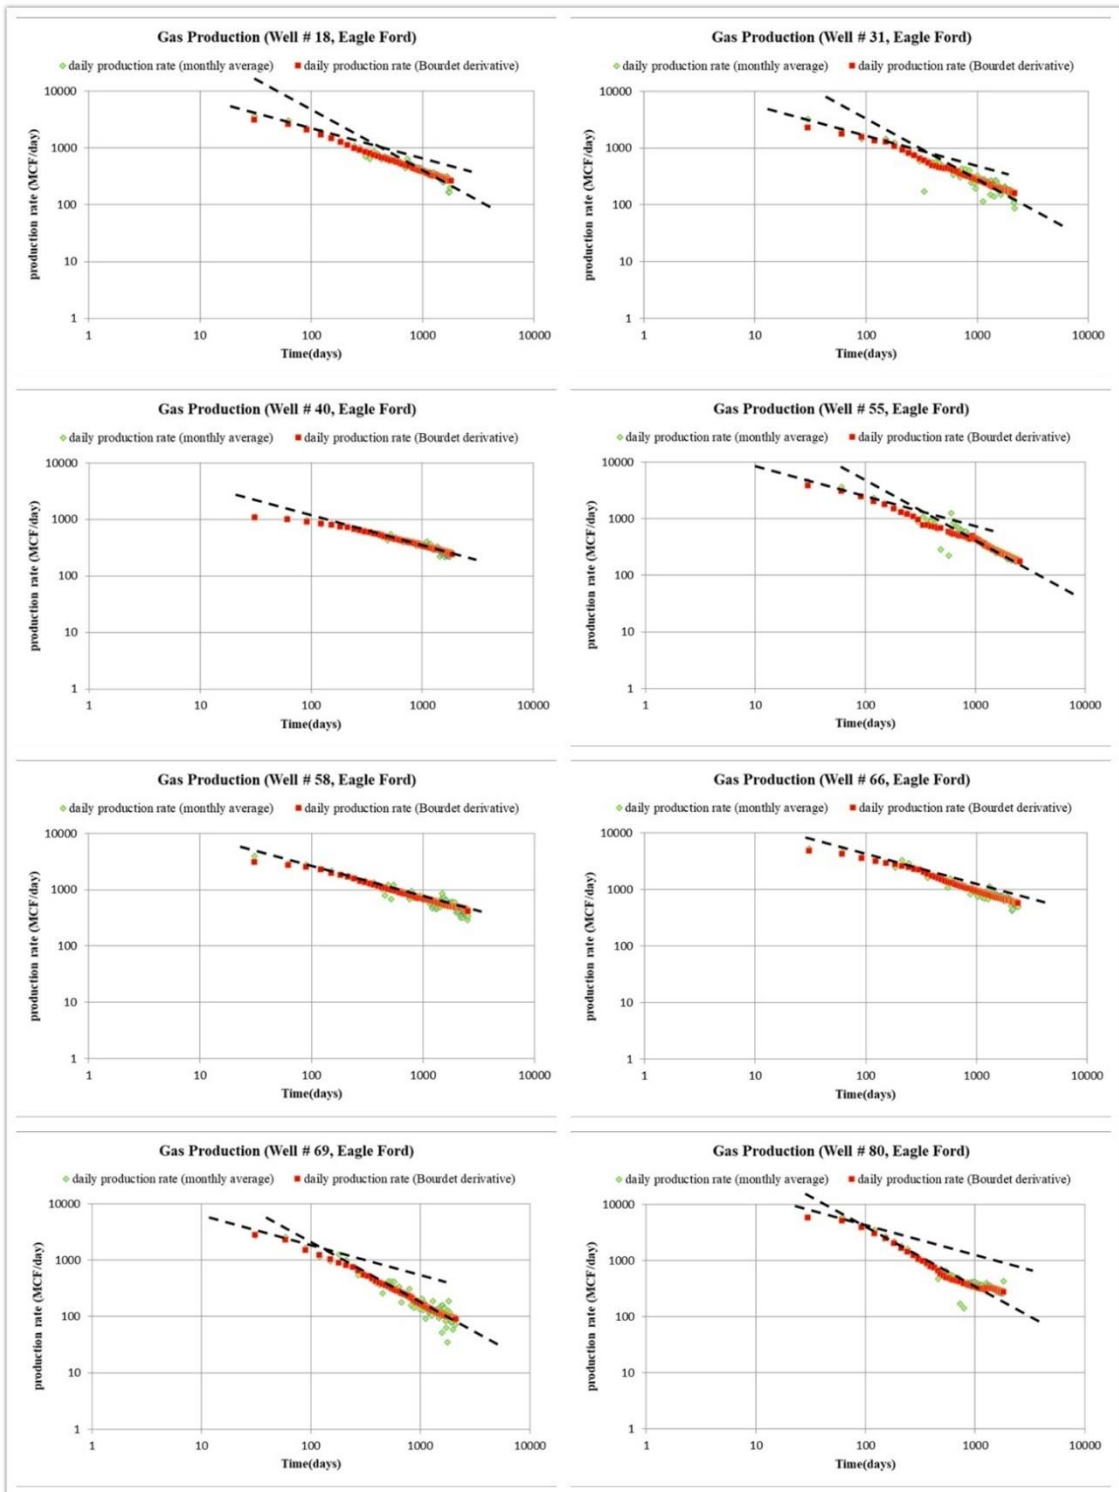 Gas Production (Well # 18, Eagle Ford)
daily production rate (monthly average) daily production rate (Bourdet derivative)
10000
1000
100
10
1
production rate (MCF/day)
1 10 100 1000 10000
Time(days)
Gas Production (Well # 31, Eagle Ford)
daily production rate (monthly average) daily production rate (Bourdet derivative)
10000
1000
100
10
1
production rate (MCF/day)
1 10 100 1000 10000
Time(days)
Gas Production (Well # 40, Eagle Ford)
daily production rate (monthly average) daily production rate (Bourdet derivative)
10000
1000
100
10
1
production rate (MCF/day)
1 10 100 1000 10000
Time(days)
Gas Production (Well # 55, Eagle Ford)
daily production rate (monthly average) daily production rate (Bourdet derivative)
10000
1000
100
10
1
production rate (MCF/day)
1 10 100 1000 10000
Time(days)
Gas Production (Well # 58, Eagle Ford)
daily production rate (monthly average) daily production rate (Bourdet derivative)
10000
1000
100
10
1
production rate (MCF/day)
1 10 100 1000 10000
Time(days)
Gas Production (Well # 66, Eagle Ford)
daily production rate (monthly average) daily production rate (Bourdet derivative)
10000
1000
100
10
1
production rate (MCF/day)
1 10 100 1000 10000
Time(days)
Gas Production (Well # 69, Eagle Ford)
daily production rate (monthly average) daily production rate (Bourdet derivative)
10000
1000
100
10
1
production rate (MCF/day)
1 10 100 1000 10000
Time(days)
Gas Production (Well # 80, Eagle Ford)
daily production rate (monthly average) daily production rate (Bourdet derivative)
10000
1000
100
10
1
production rate (MCF/day)
1 10 100 1000 10000
Time(days)